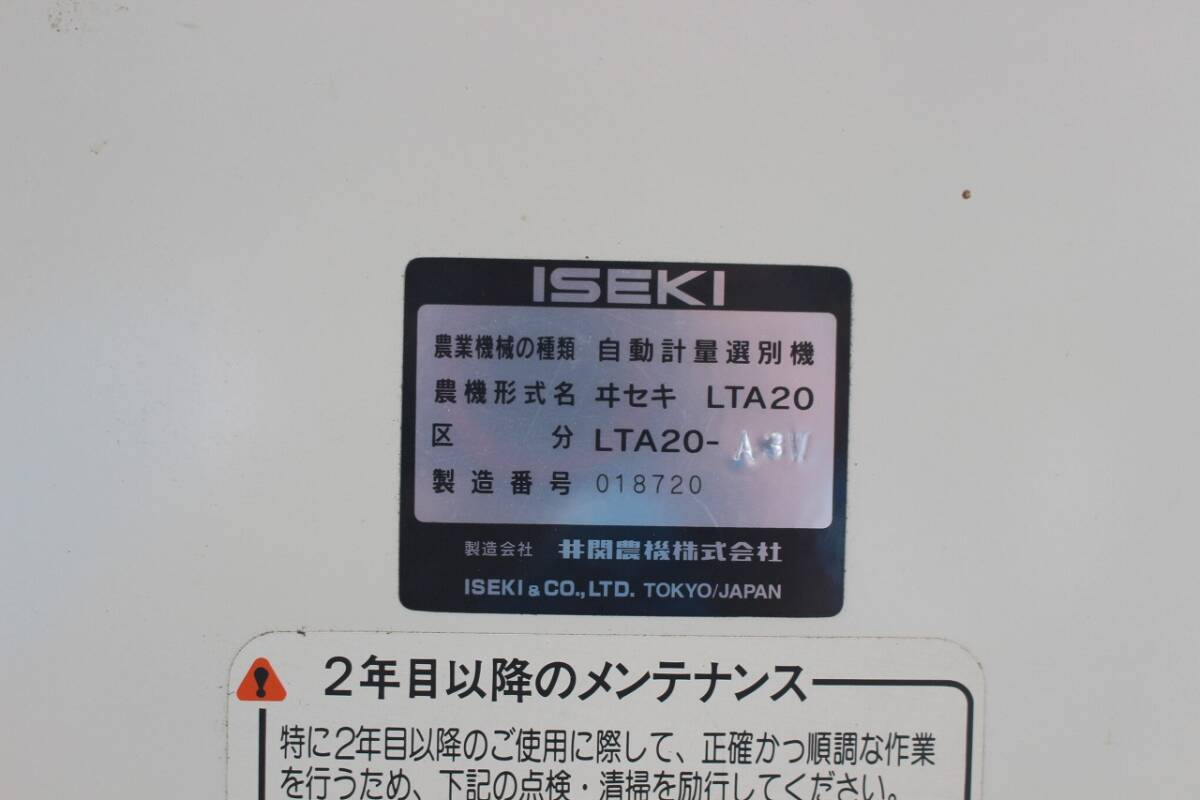 ISEKI
農業機械の種類 自動計量選別機
農機形式名 ヰセキ LTA20
区 分 LTA20-A3W
製造番号 018720
製造会社 井関農機株式会社
ISEKI & CO., LTD. TOKYO/JAPAN
2年目以降のメンテナンス
特に2年目以降のご使用に際して、正確かつ順調な作業
を行うため、下記の点検・清掃を励行してください。